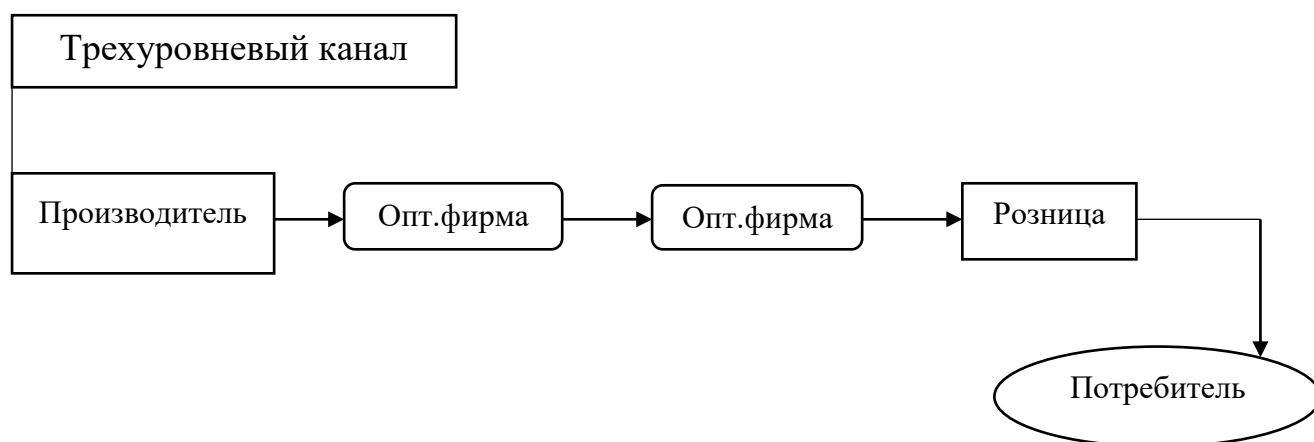 Трехуровневый канал
Производитель
Опт.фирма
Опт.фирма
Розница
Потребитель